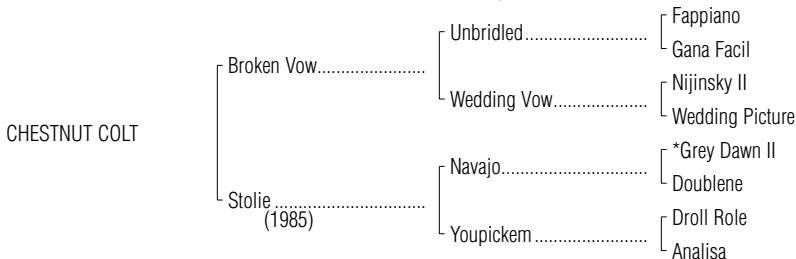 Fappiano
Unbridled.........................
Gana Facil
Broken Vow......................
Nijinsky II
Wedding Vow...................
Wedding Picture
CHESTNUT COLT
*Grey Dawn II
Navajo..............................
Doublene
Stolie ...............................
(1985)
Droll Role
Youpickem .......................
Analisa